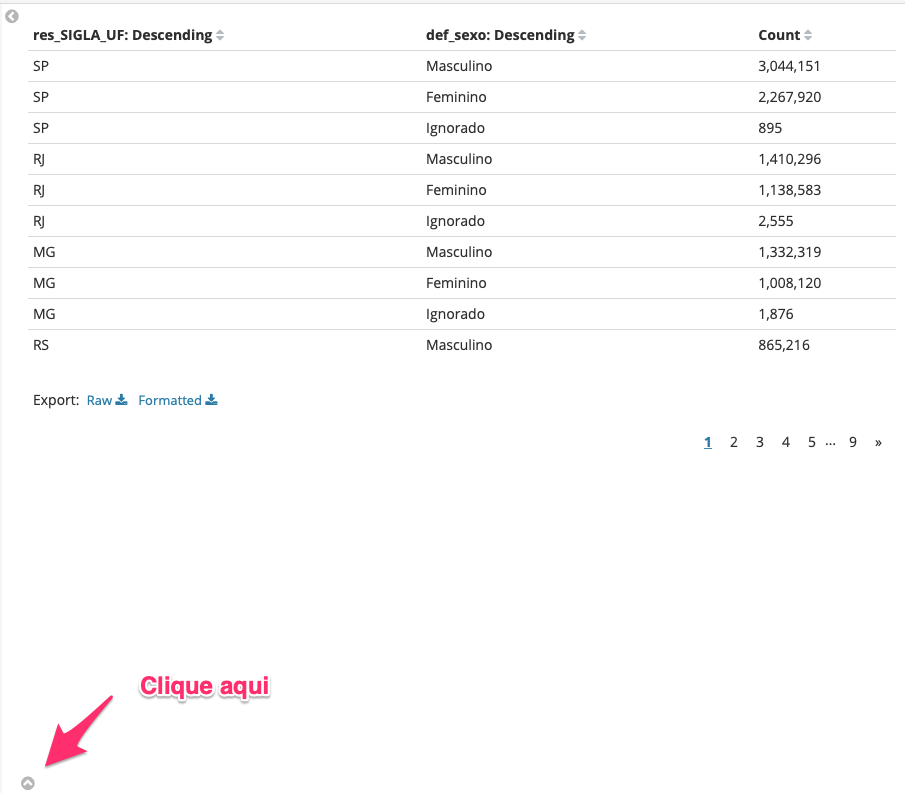 res_SIGLA_UF: Descending def_sexo: Descending Count
SP Masculino 3,044,151
SP Feminino 2,267,920
SP Ignorado 895
RJ Masculino 1,410,296
RJ Feminino 1,138,583
RJ Ignorado 2,555
MG Masculino 1,332,319
MG Feminino 1,008,120
MG Ignorado 1,876
RS Masculino 865,216
Export: Raw Formatted
1 2 3 4 5 ... 9 »
Clique aqui